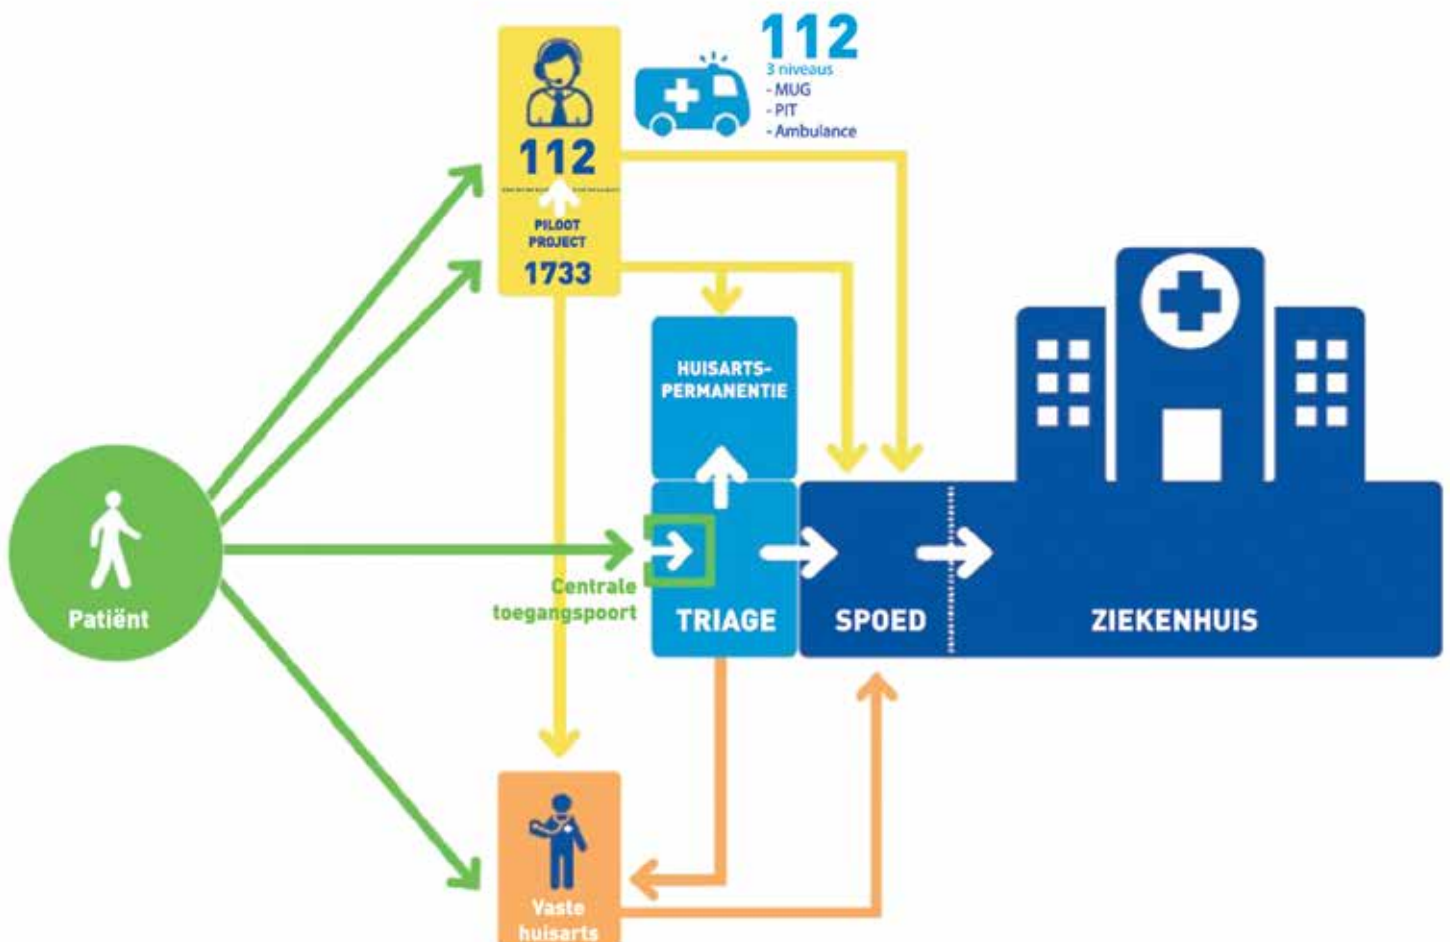 112
3 niveaus
- MUG
- PIT
- Ambulance
112
PILOOT
PROJECT
1733
HUISARTS-
PERMANENTIE
Patiënt
Centrale
toegangspoort
TRIAGE
SPOED
ZIEKENHUIS
Vaste
huisarts